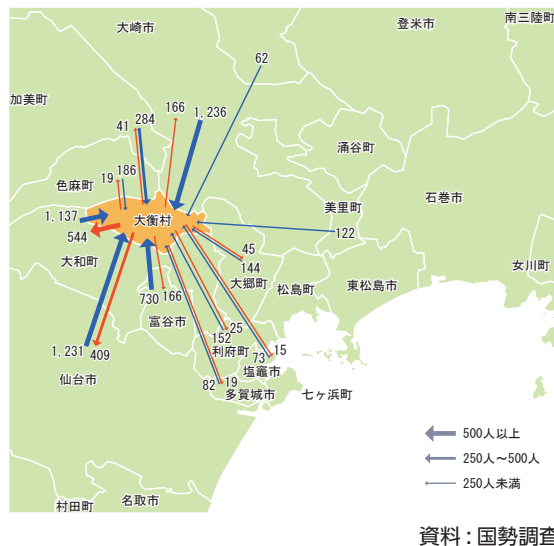 南三陸町
大崎市
登米市
62
加美町
166
41
284
1,236
涌谷町
186
19
色麻町
石巻市
美里町
1,137
大衡村
544
122
45
大和町
144
女川町
大郷町
松島町
東松島市
730
166
富谷市
25
152
15
1,231
409
利府町
73
塩竈市
仙台市
82
19
多賀城市
七ヶ浜町
500人以上
250人～500人
250人未満
名取市
村田町
資料：国勢調査